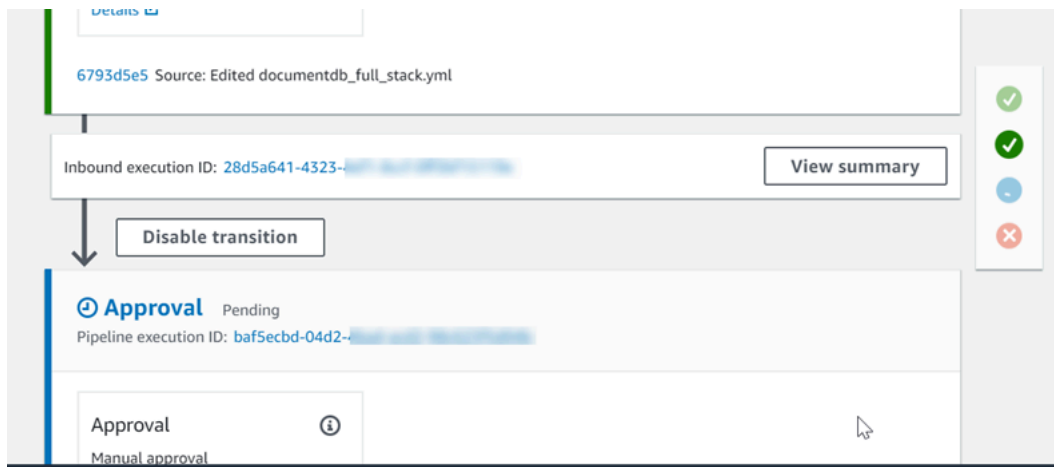 Details
6793d5e5 Source: Edited documentdb_full_stack.yml
Inbound execution ID: 28d5a641-4323-
View summary
Disable transition
Approval Pending
Pipeline execution ID: baf5ecbd-04d2-
Approval
Manual approval